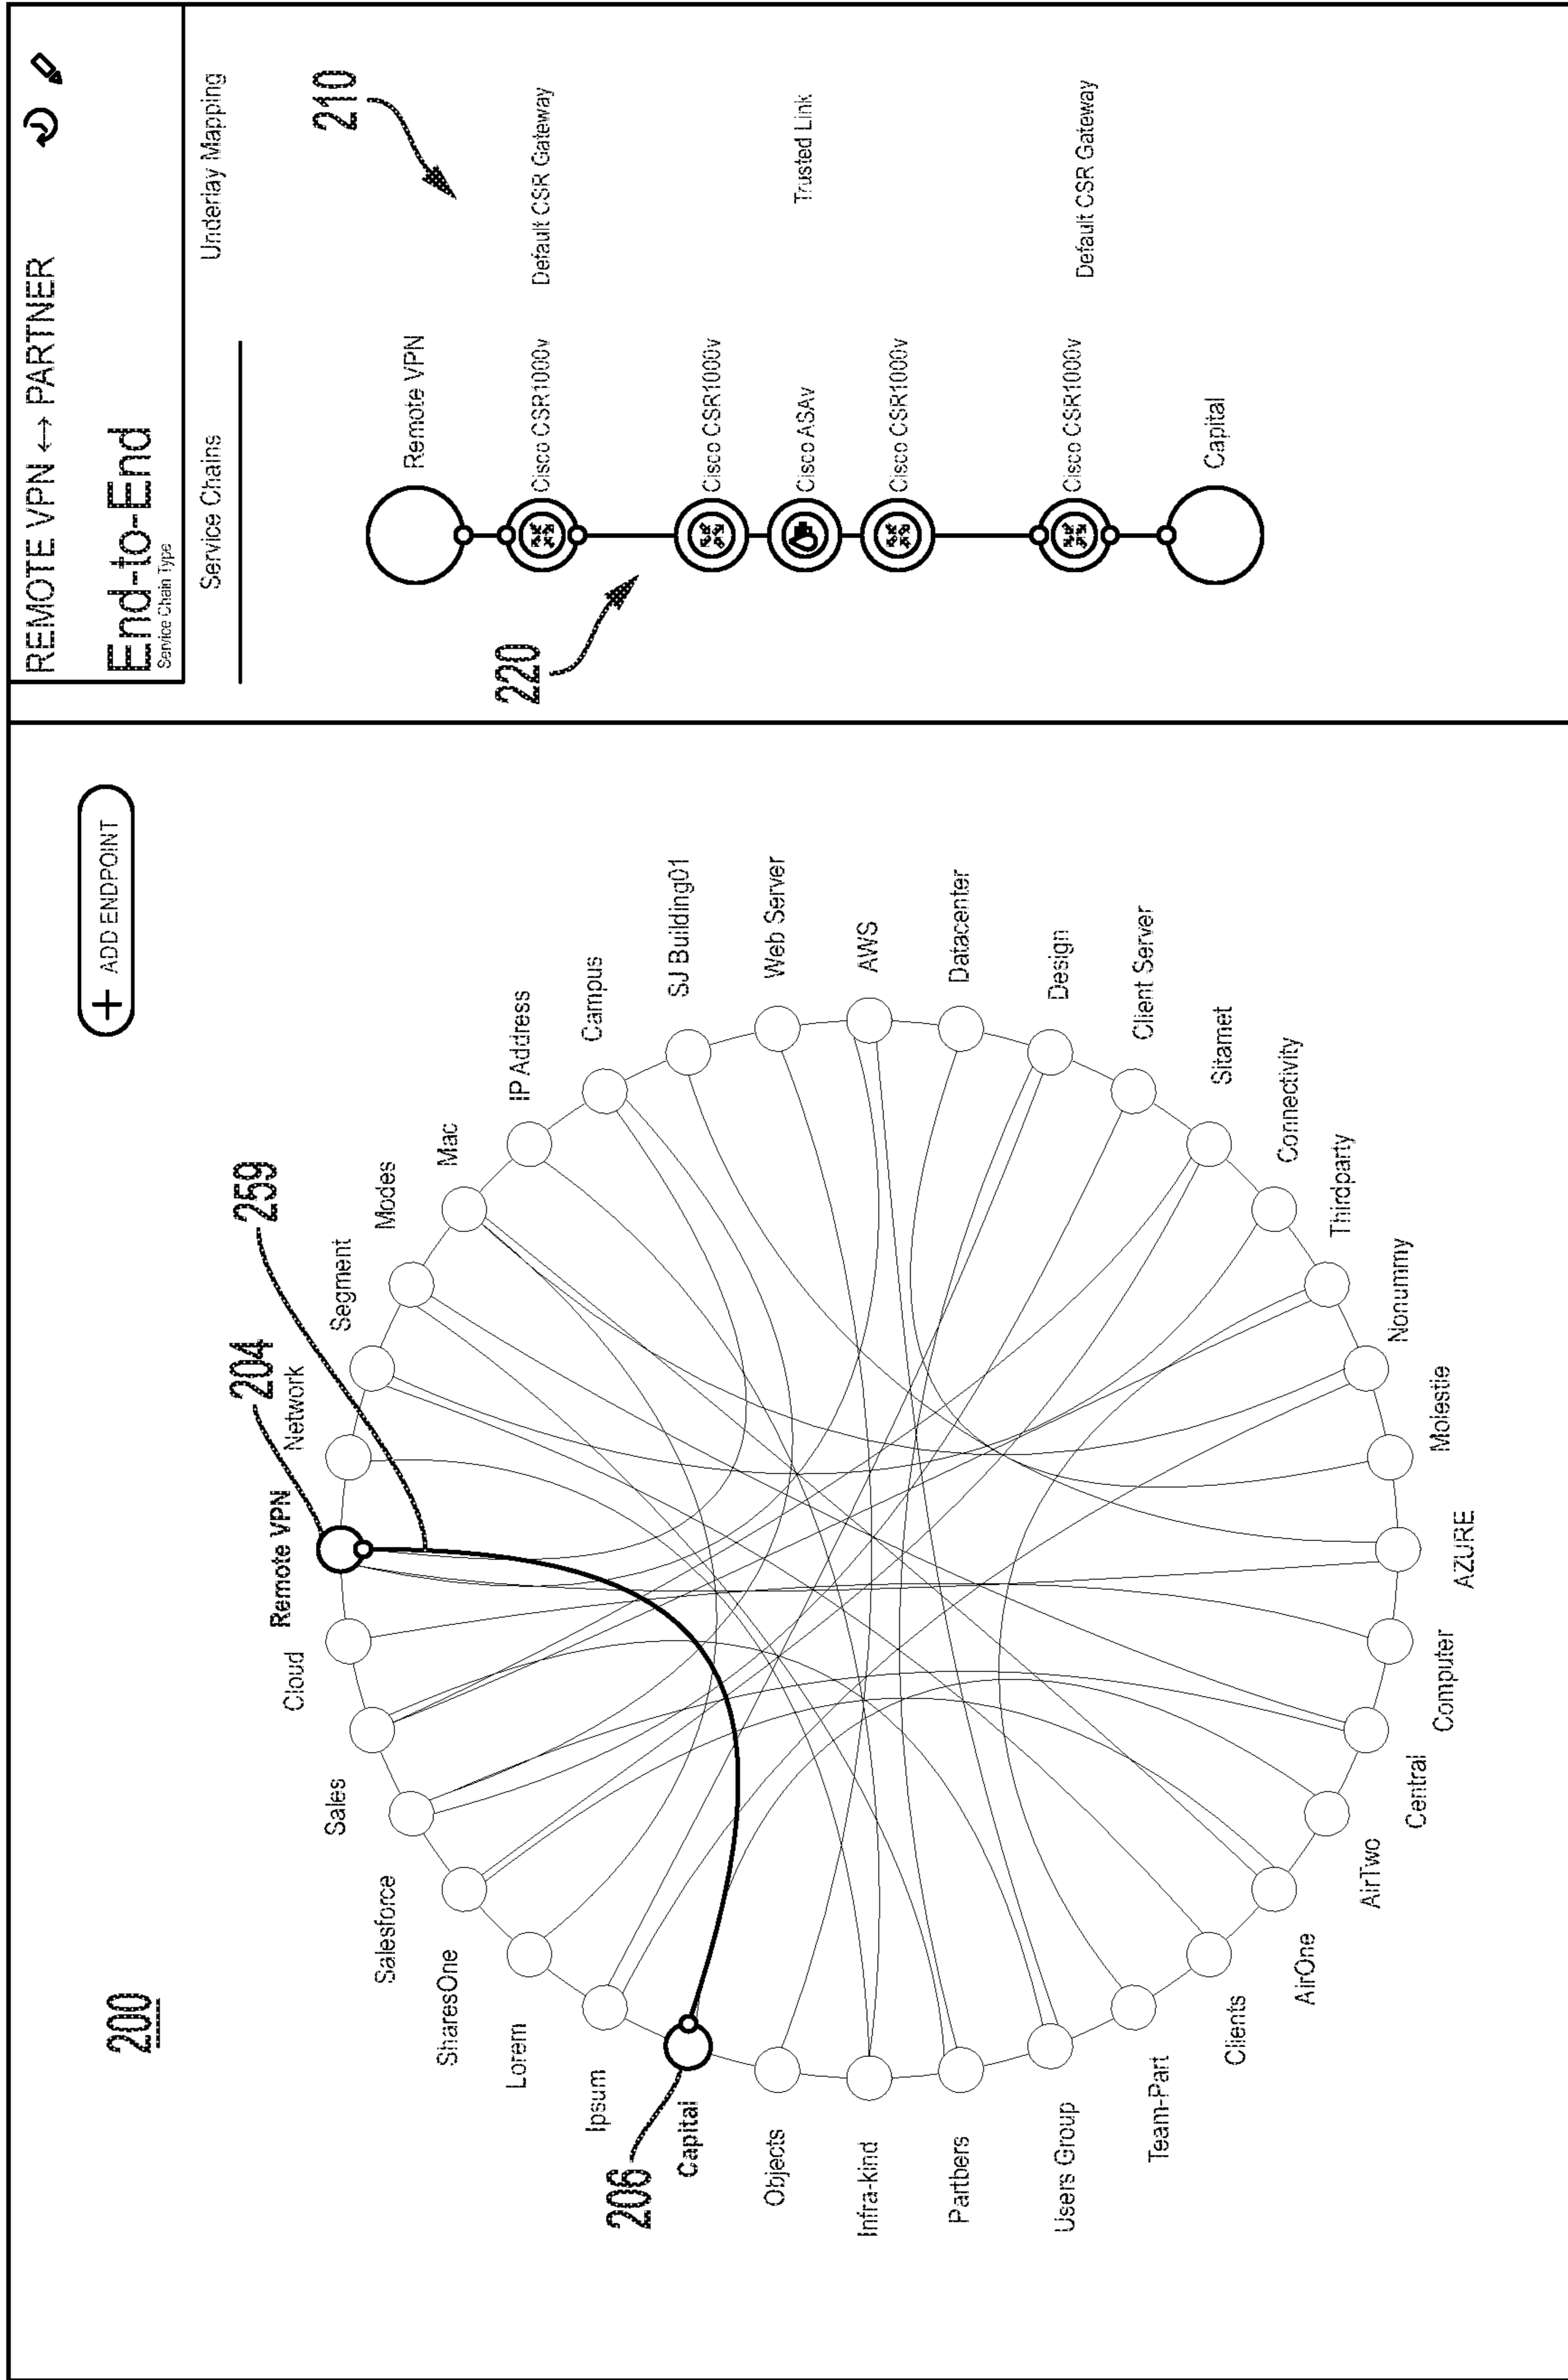 200
+ ADD ENDPOINT
259
204
Remote VPN
Network
Segment
Modes
Mac
IP Address
Campus
SJ Building01
Web Server
AWS
Datacenter
Design
Client Server
Sitamet
Connectivity
Thirdparty
Nonummy
Molestie
AZURE
Computer
Central
AirTwo
AirOne
Clients
Team-Part
Users Group
Partbers
Infra-kind
Objects
Capital
206
Ipsum
Lorem
SharesOne
Salesforce
Sales
Cloud
REMOTE VPN ↔ PARTNER
End-to-End
Service Chain Type
Service Chains
Underlay Mapping
210
Remote VPN
Cisco CSR1000v
Default CSR Gateway
220
Cisco CSR1000v
Cisco ASAv
Trusted Link
Cisco CSR1000v
Cisco CSR1000v
Default CSR Gateway
Capital